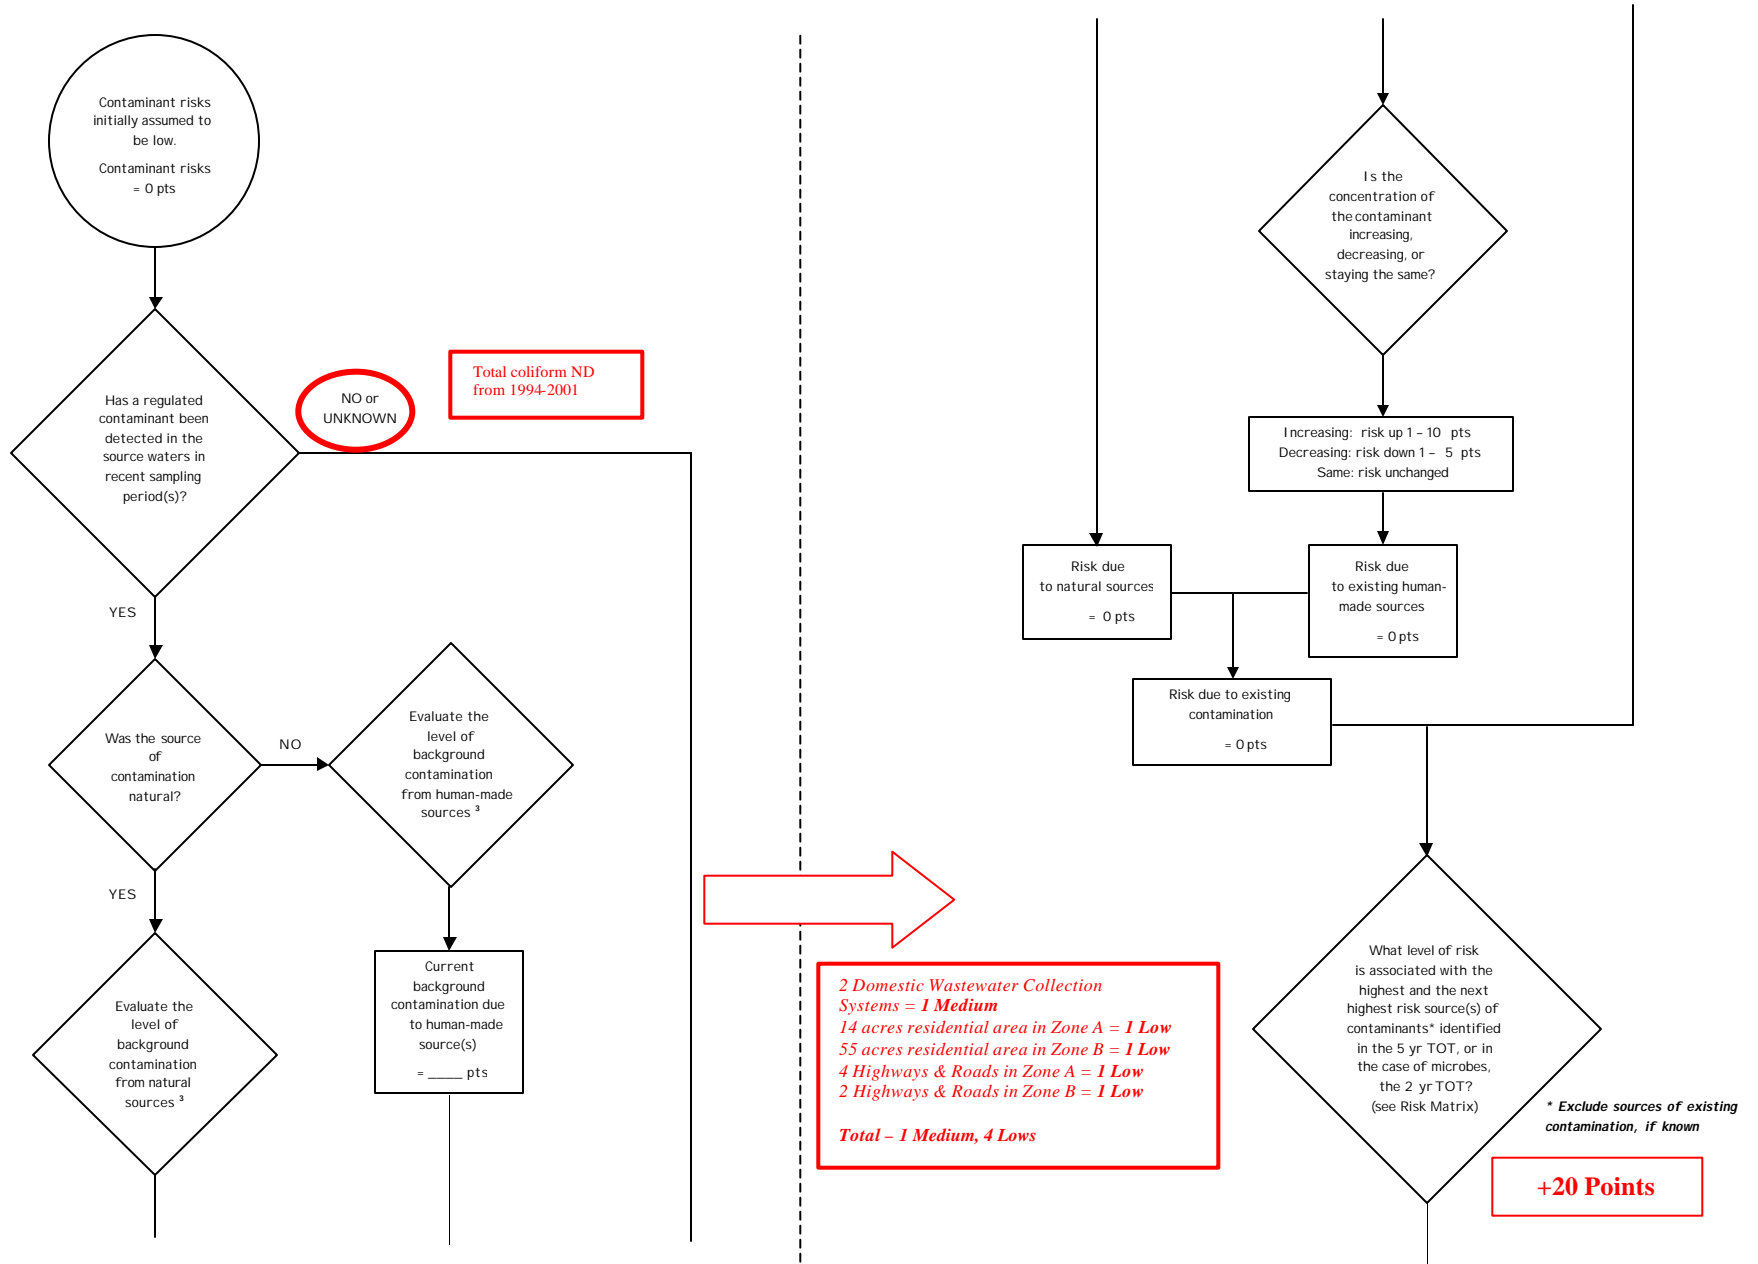 Contaminant risks
initially assumed to
be low.
Contaminant risks
= 0 pts
Has a regulated
contaminant been
detected in the
source waters in
recent sampling
period(s)?
NO or
UNKNOWN
Total coliform ND
from 1994-2001
YES
Was the source
of
contamination
natural?
NO
Evaluate the
level of
background
contamination
from human-made
sources ³
YES
Evaluate the
level of
background
contamination
from natural
sources ³
Current
background
contamination due
to human-made
source(s)
= ____ pts
Is the
concentration of
the contaminant
increasing,
decreasing, or
staying the same?
Increasing: risk up 1 – 10 pts
Decreasing: risk down 1 – 5 pts
Same: risk unchanged
Risk due
to natural sources
= 0 pts
Risk due
to existing human-
made sources
= 0 pts
Risk due to existing
contamination
= 0 pts
2 Domestic Wastewater Collection
Systems = 1 Medium
14 acres residential area in Zone A = 1 Low
55 acres residential area in Zone B = 1 Low
4 Highways & Roads in Zone A = 1 Low
2 Highways & Roads in Zone B = 1 Low
Total – 1 Medium, 4 Lows
What level of risk
is associated with the
highest and the next
highest risk source(s) of
contaminants* identified
in the 5 yr TOT, or in
the case of microbes,
the 2 yr TOT?
(see Risk Matrix)
* Exclude sources of existing
contamination, if known
+20 Points